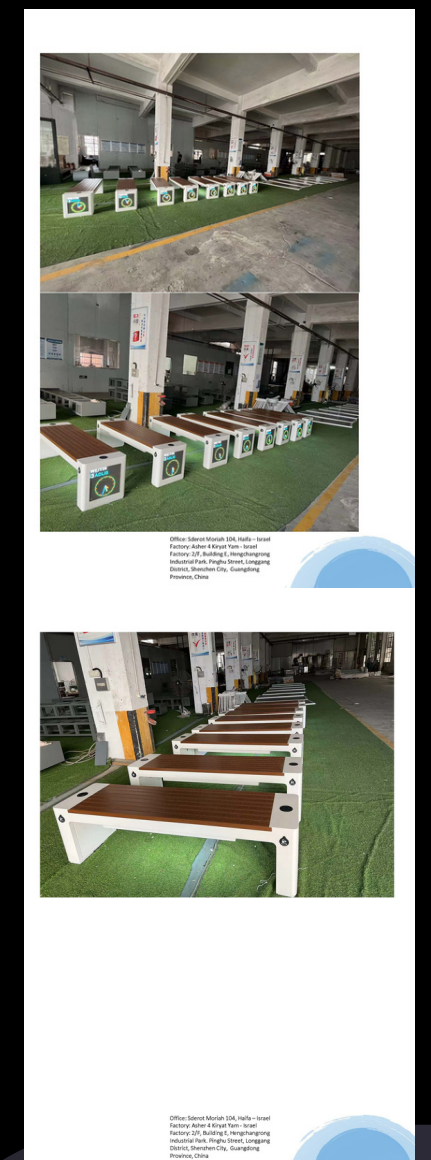 Office: Sderot Moriah 104, Haifa – Israel
Factory: Asher 4 Kiryat Yam - Israel
Factory: 2/F, Building E, Hengchangrong
Industrial Park. Pinghu Street, Longgang
District, Shenzhen City, Guangdong
Province, China
Office: Sderot Moriah 104, Haifa – Israel
Factory: Asher 4 Kiryat Yam - Israel
Factory: 2/F, Building E, Hengchangrong
Industrial Park. Pinghu Street, Longgang
District, Shenzhen City, Guangdong
Province, China